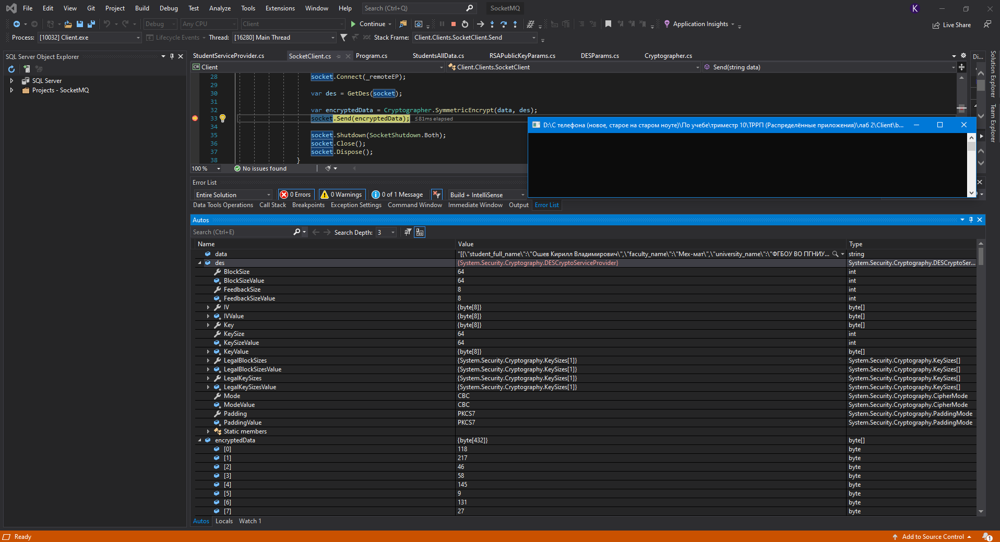 File Edit View Git Project Build Debug Test Analyze Tools Extensions Window Help Search (Ctrl+Q) SocketMQ K
Debug Any CPU Client Continue Application Insights Live Share
Process: [10032] Client.exe Lifecycle Events Thread: [16280] Main Thread Stack Frame: Client.Clients.SocketClient.Send
SQL Server Object Explorer
SQL Server
Projects - SocketMQ
StudentServiceProvider.cs SocketClient.cs Program.cs StudentsAllData.cs RSAPublicKeyParams.cs DESParams.cs Cryptographer.cs
C# Client Client.Clients.SocketClient Send(string data)
28 socket.Connect(_remoteEP);
29
30 var des = GetDes(socket);
31
32 var encryptedData = Cryptographer.SymmetricEncrypt(data, des);
33 socket.Send(encryptedData); ≤81ms elapsed
34
35 socket.Shutdown(SocketShutdown.Both);
36 socket.Close();
37 socket.Dispose();
38 }
100 % No issues found
D:\С телефона (новое, старое на старом ноуте)\По учебе\триместр 10\ТРРП (Распределённые приложения)\лаб 2\Client\b...
Di...
Solution Explorer
Team Explorer
Error List
Entire Solution 0 Errors 0 Warnings 0 of 1 Message Build + IntelliSense
Data Tools Operations Call Stack Breakpoints Exception Settings Command Window Immediate Window Output Error List
Autos
Search (Ctrl+E) Search Depth: 3
Name Value Type
data "[{\"student_full_name\":\"Ошев Кирилл Владимирович\",\"faculty_name\":\"Мех-мат\",\"university_name\":\"ФГБОУ ВО ПГНИУ... string
des {System.Security.Cryptography.DESCryptoServiceProvider} System.Security.Cryptography.DESCryptoSer...
BlockSize 64 int
BlockSizeValue 64 int
FeedbackSize 8 int
FeedbackSizeValue 8 int
IV {byte[8]} byte[]
IVValue {byte[8]} byte[]
Key {byte[8]} byte[]
KeySize 64 int
KeySizeValue 64 int
KeyValue {byte[8]} byte[]
LegalBlockSizes {System.Security.Cryptography.KeySizes[1]} System.Security.Cryptography.KeySizes[]
LegalBlockSizesValue {System.Security.Cryptography.KeySizes[1]} System.Security.Cryptography.KeySizes[]
LegalKeySizes {System.Security.Cryptography.KeySizes[1]} System.Security.Cryptography.KeySizes[]
LegalKeySizesValue {System.Security.Cryptography.KeySizes[1]} System.Security.Cryptography.KeySizes[]
Mode CBC System.Security.Cryptography.CipherMode
ModeValue CBC System.Security.Cryptography.CipherMode
Padding PKCS7 System.Security.Cryptography.PaddingMode
PaddingValue PKCS7 System.Security.Cryptography.PaddingMode
Static members
encryptedData {byte[432]} byte[]
[0] 118 byte
[1] 217 byte
[2] 46 byte
[3] 58 byte
[4] 145 byte
[5] 9 byte
[6] 131 byte
[7] 27 byte
Autos Locals Watch 1
Ready Add to Source Control 1